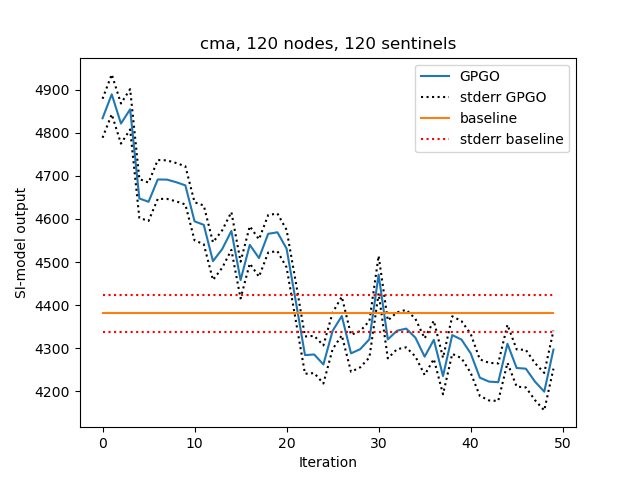 cma, 120 nodes, 120 sentinels
4900
4800
4700
4600
4500
4400
4300
4200
SI-model output
GPGO
stderr GPGO
baseline
stderr baseline
0 10 20 30 40 50
Iteration